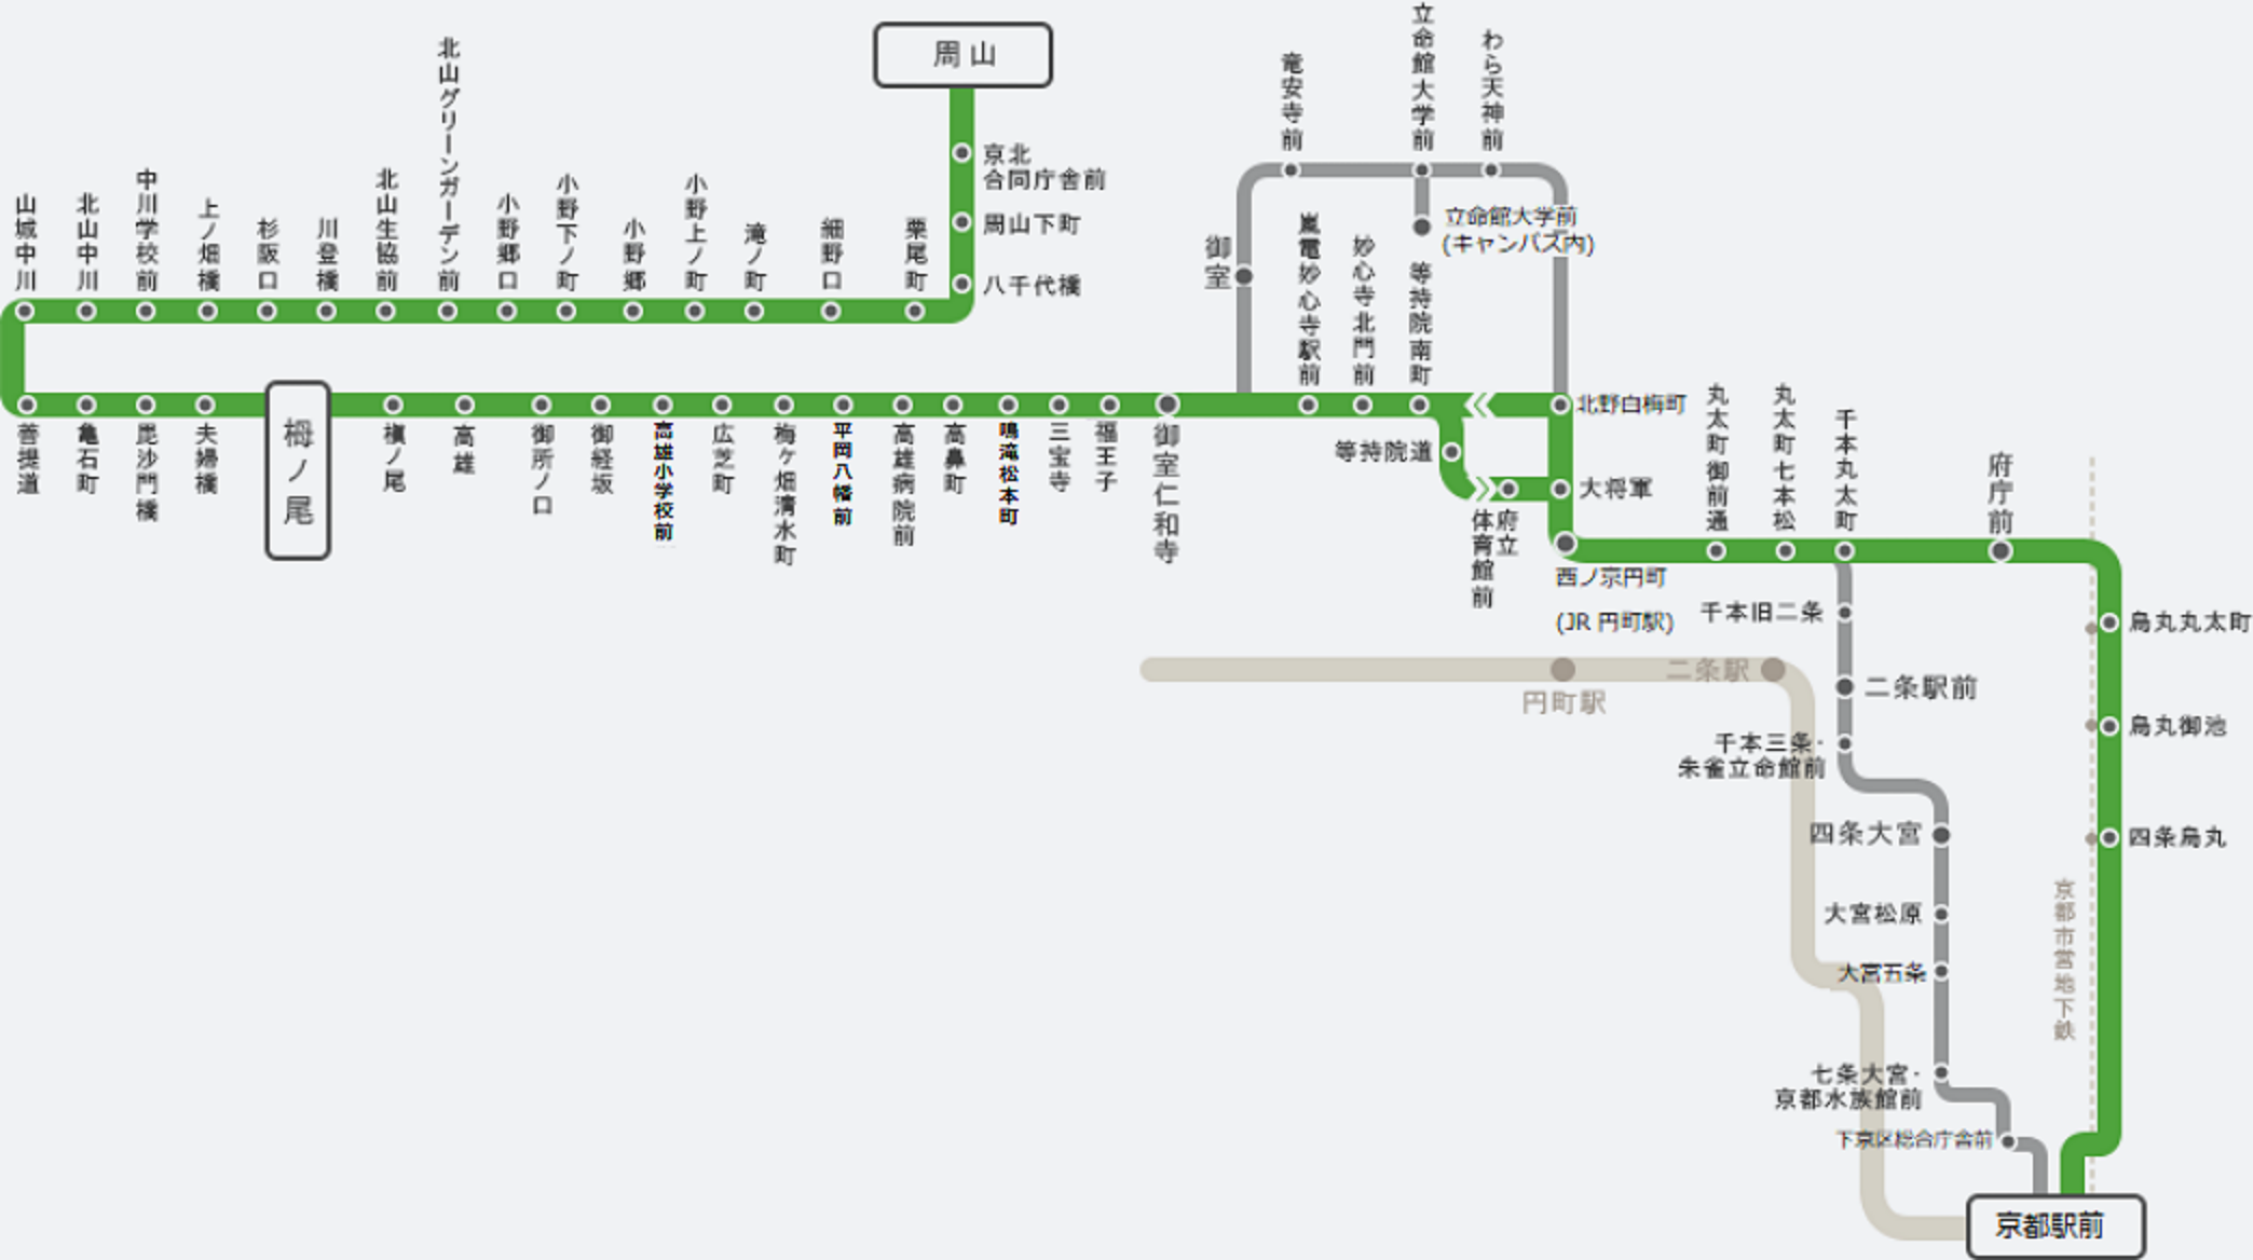 周山
京北
合同庁舎前
周山下町
八千代橋
山城中川
北山中川
中川学校前
上ノ畑橋
杉阪口
川登橋
北山生協前
北山グリーンガーデン前
小野郷口
小野下ノ町
小野郷
小野上ノ町
滝ノ町
細野口
栗尾町
菩提道
亀石町
毘沙門橋
夫婦橋
栂ノ尾
槇ノ尾
高雄
御所ノ口
御経坂
高雄小学校前
広芝町
梅ヶ畑清水町
平岡八幡前
高雄病院前
高鼻町
鳴滝松本町
三宝寺
福王子
御室仁和寺
御室
竜安寺前
立命館大学前
わら天神前
立命館大学前
(キャンパス内)
嵐電妙心寺駅前
妙心寺北門前
等持院南町
等持院道
北野白梅町
大将軍
府立
体育館前
西ノ京円町
(JR 円町駅)
丸太町御前通
丸太町七本松
千本丸太町
府庁前
千本旧二条
二条駅前
千本三条・
朱雀立命館前
四条大宮
大宮松原
大宮五条
七条大宮・
京都水族館前
下京区総合庁舎前
烏丸丸太町
烏丸御池
四条烏丸
京都市営地下鉄
円町駅
二条駅
京都駅前